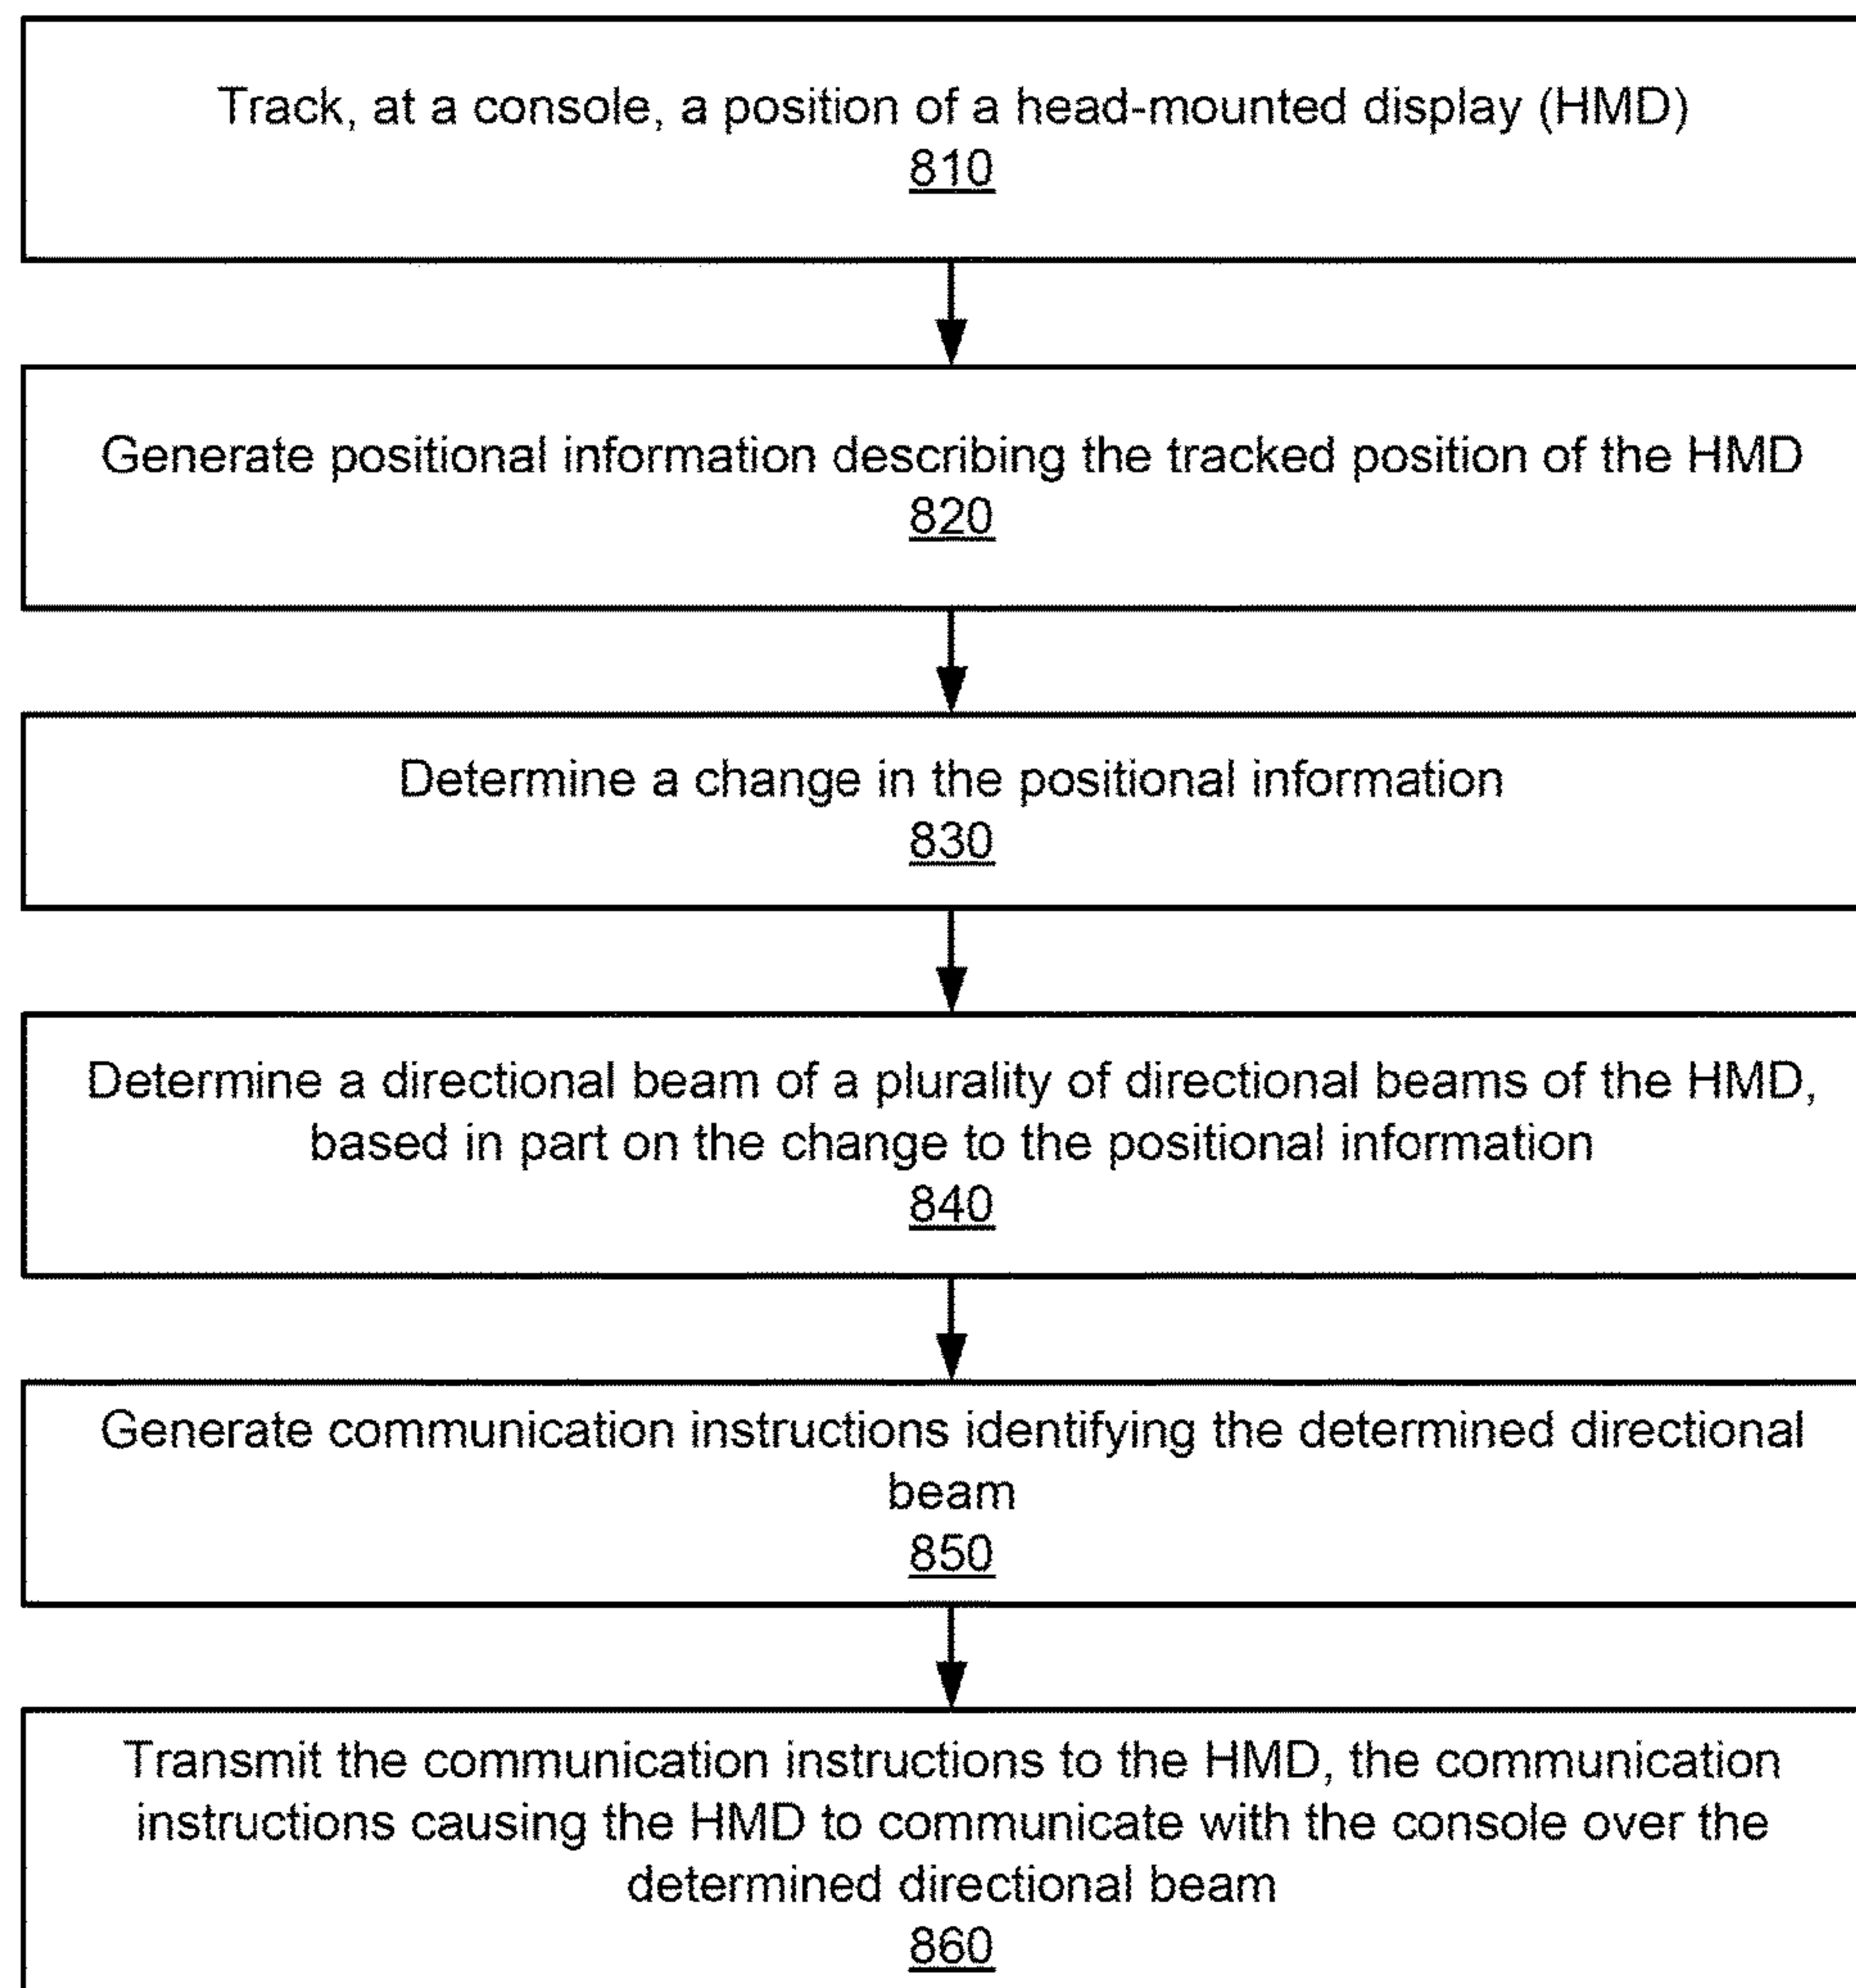 Track, at a console, a position of a head-mounted display (HMD)
810
Generate positional information describing the tracked position of the HMD
820
Determine a change in the positional information
830
Determine a directional beam of a plurality of directional beams of the HMD,
based in part on the change to the positional information
840
Generate communication instructions identifying the determined directional
beam
850
Transmit the communication instructions to the HMD, the communication
instructions causing the HMD to communicate with the console over the
determined directional beam
860